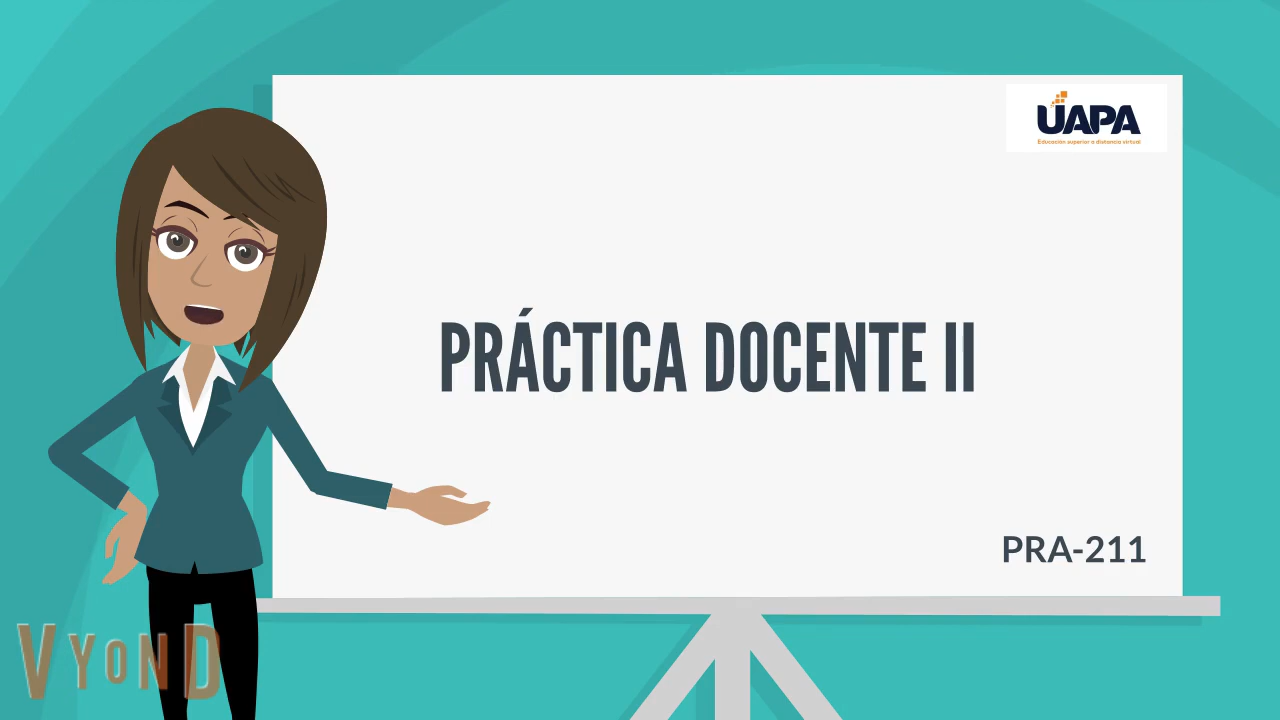 UAPA
Educación superior a distancia virtual
PRÁCTICA DOCENTE II
PRA-211
VYOND